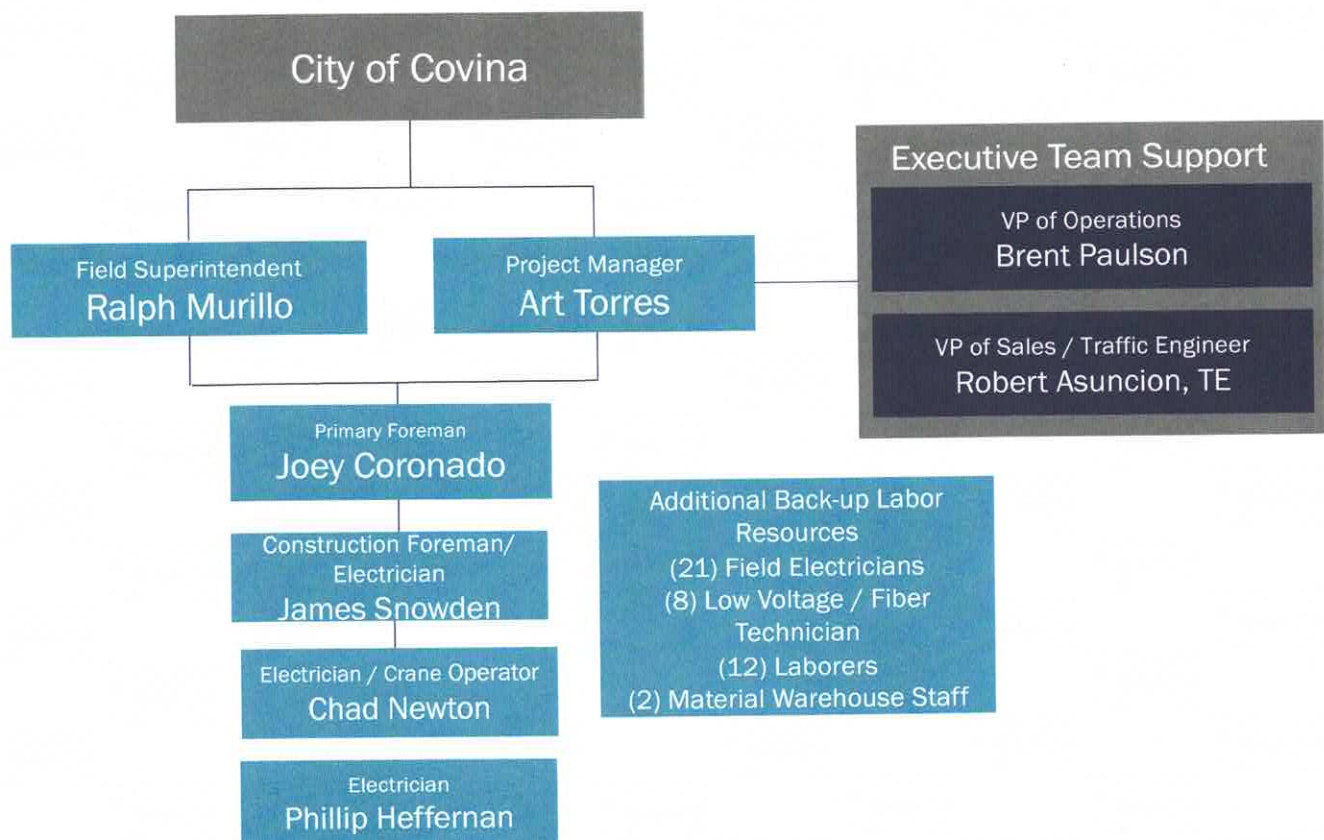 City of Covina
Executive Team Support
VP of Operations
Brent Paulson
VP of Sales / Traffic Engineer
Robert Asuncion, TE
Field Superintendent
Ralph Murillo
Project Manager
Art Torres
Primary Foreman
Joey Coronado
Construction Foreman/
Electrician
James Snowden
Electrician / Crane Operator
Chad Newton
Electrician
Phillip Heffernan
Additional Back-up Labor
Resources
(21) Field Electricians
(8) Low Voltage / Fiber
Technician
(12) Laborers
(2) Material Warehouse Staff